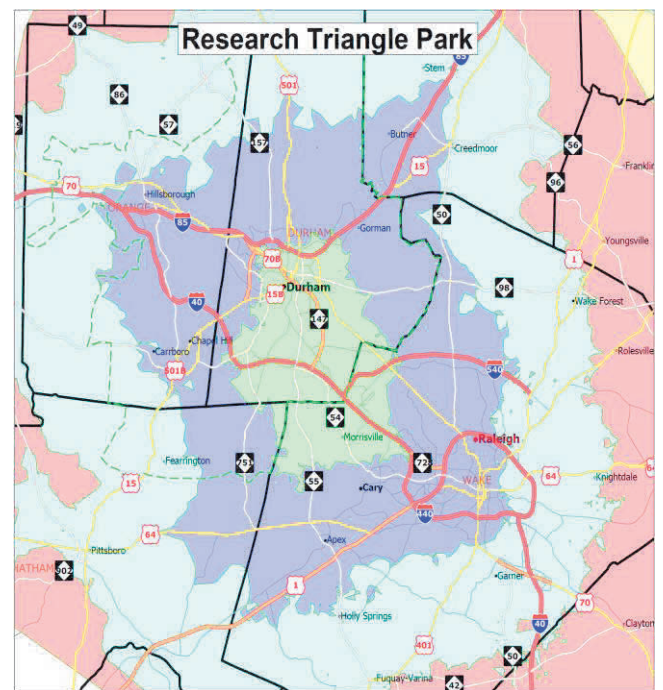 Research Triangle Park
49
85
Stem
86
501
57
157
Butner
Creedmoor
56
15
Franklin
96
70
Hillsborough
ORANGE
50
85
DURHAM
Gorman
Youngsville
1
70B
98
Durham
15B
Wake Forest
40
147
Chapel Hill
Carrboro
Rolesville
501B
540
54
Morrisville
Raleigh
Fearrington
751
64
15
55
WAKE
64
Knightdale
Cary
440
64
Apex
Pittsboro
HATHAM
902
1
Garner
70
Holly Springs
40
Clayton
401
50
Fuquay-Varina
42